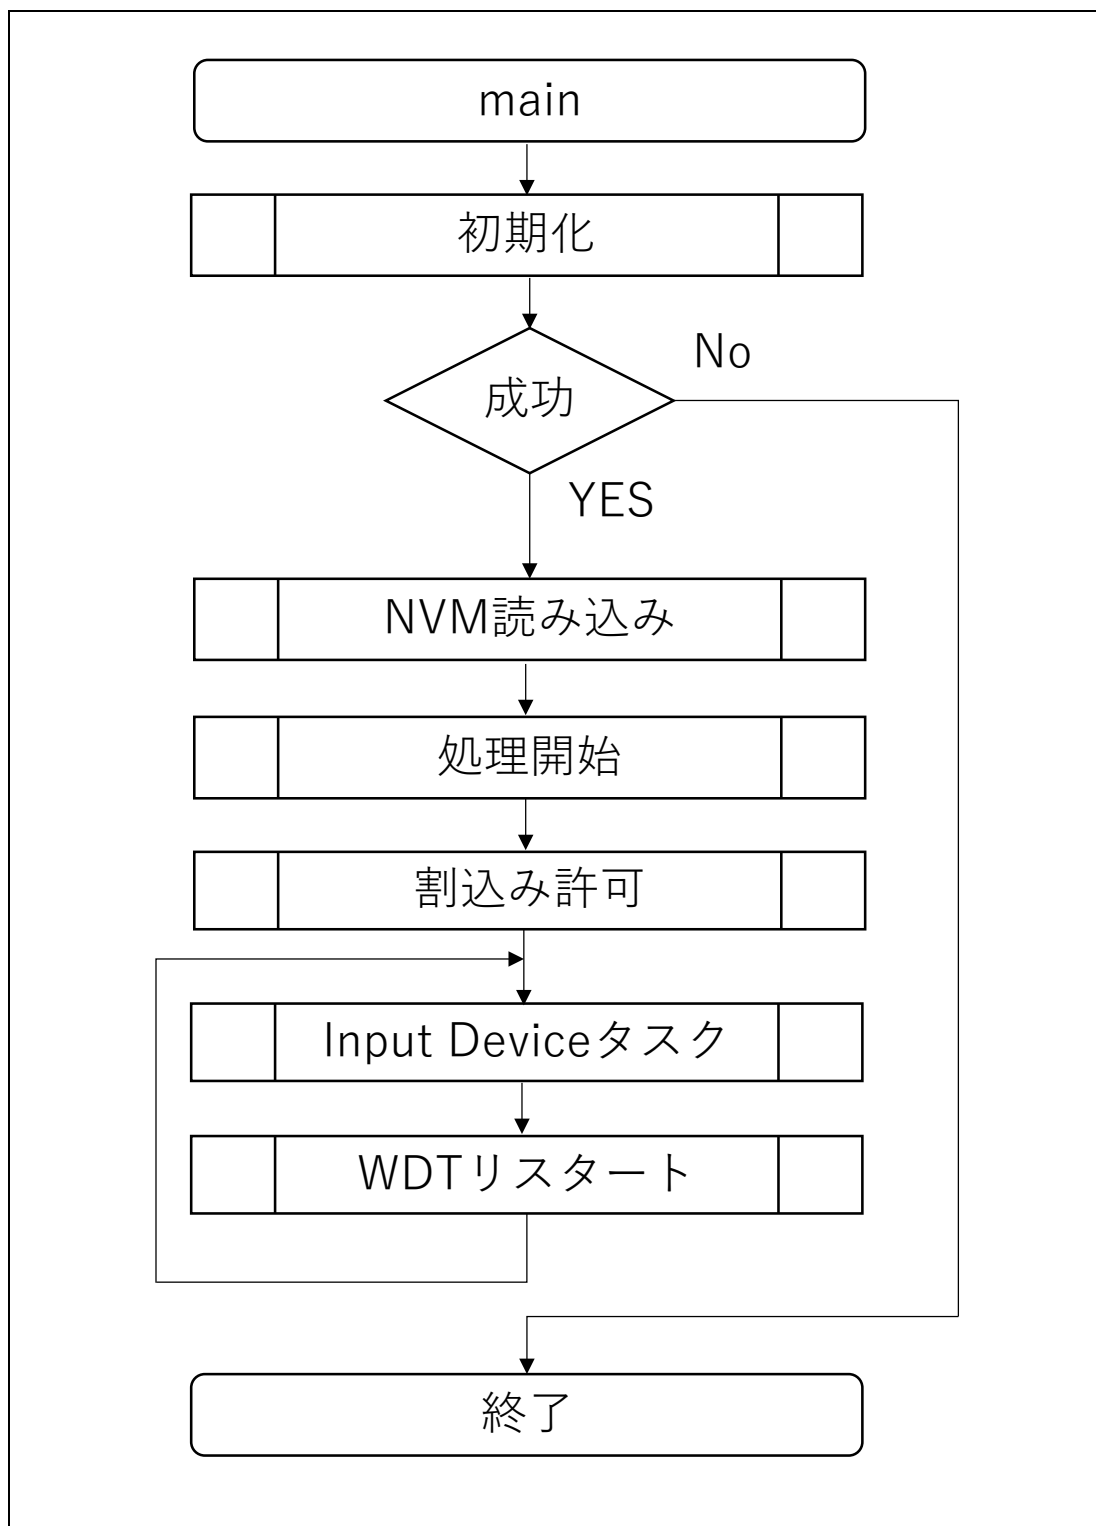 main
初期化
成功
No
YES
NVM読み込み
処理開始
割込み許可
Input Deviceタスク
WDTリスタート
終了